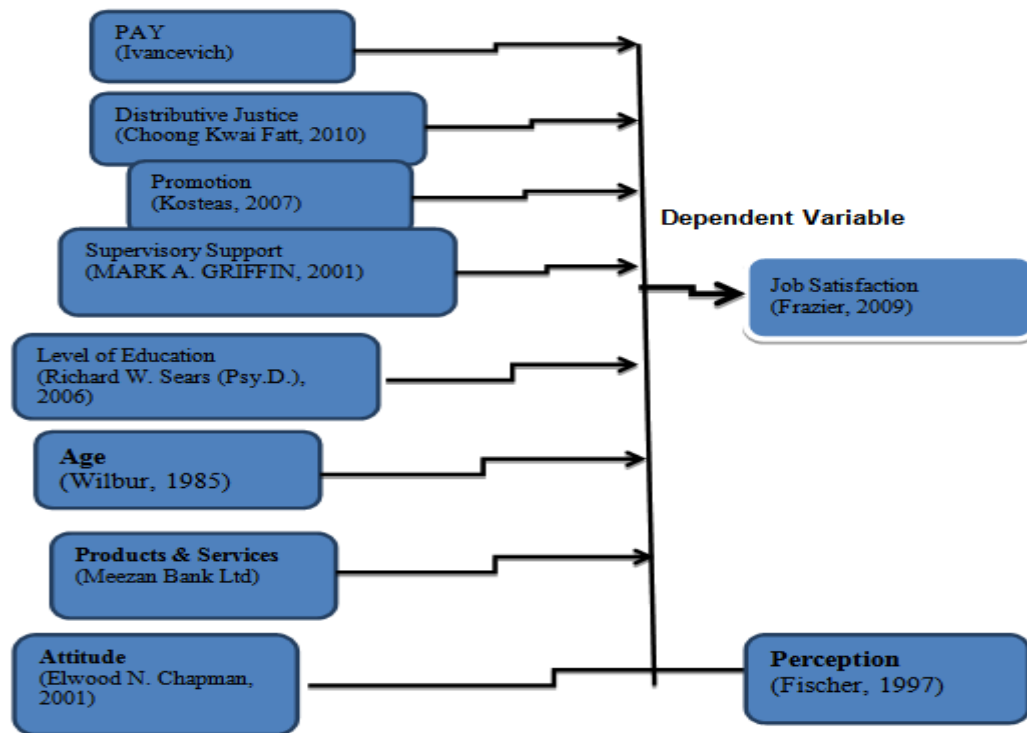 PAY
(Ivancevich)
Distributive Justice
(Choong Kwai Fatt, 2010)
Promotion
(Kosteas, 2007)
Supervisory Support
(MARK A. GRIFFIN, 2001)
Dependent Variable
Job Satisfaction
(Frazier, 2009)
Level of Education
(Richard W. Sears (Psy.D.),
2006)
Age
(Wilbur, 1985)
Products & Services
(Meezan Bank Ltd)
Attitude
(Elwood N. Chapman,
2001)
Perception
(Fischer, 1997)